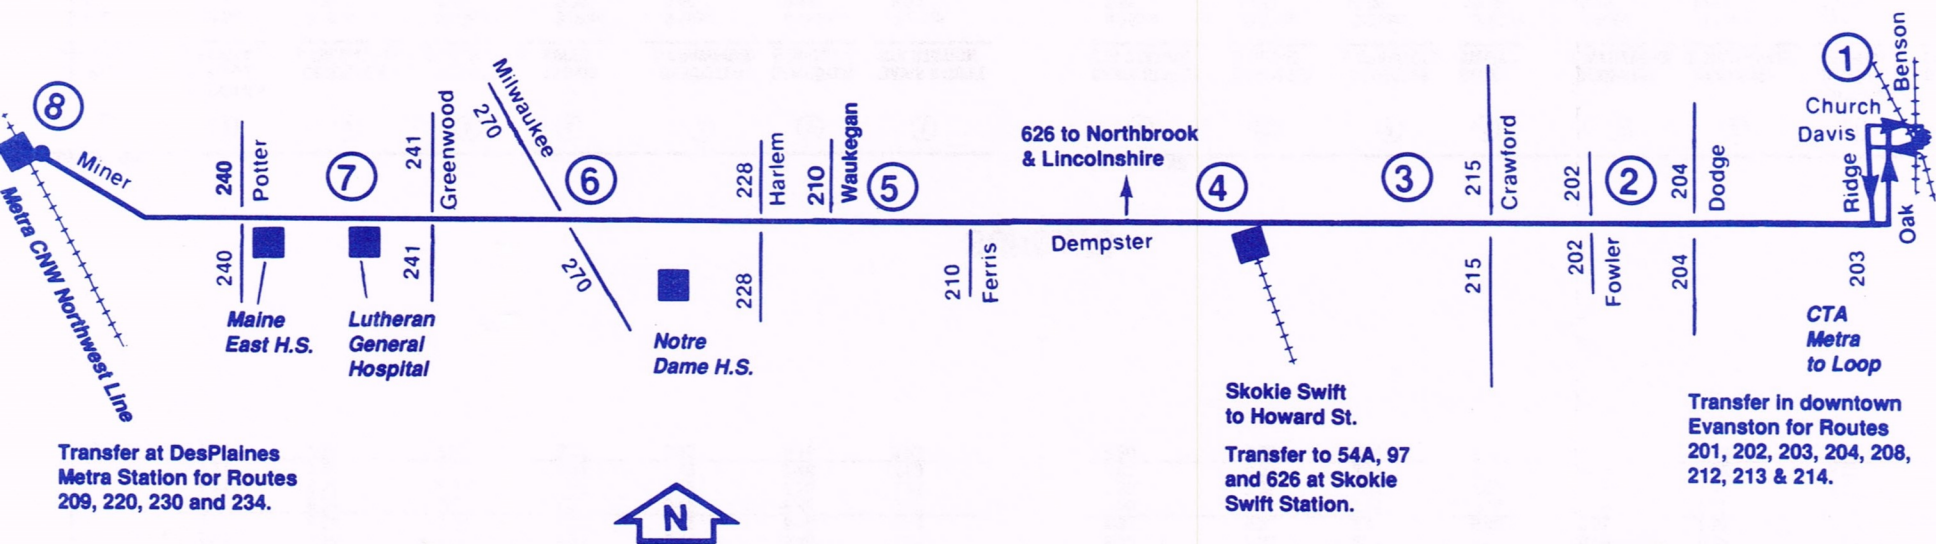 8
Miner
Metra CNW Northwest Line
Transfer at DesPlaines
Metra Station for Routes
209, 220, 230 and 234.
240
Potter
240
Maine
East H.S.
7
Lutheran
General
Hospital
241
Greenwood
241
Milwaukee
270
270
6
Notre
Dame H.S.
228
Harlem
228
210
Waukegan
5
210
Ferris
626 to Northbrook
& Lincolnshire
Dempster
4
Skokie Swift
to Howard St.
Transfer to 54A, 97
and 626 at Skokie
Swift Station.
3
215
Crawford
215
202
202
Fowler
2
204
Dodge
204
1
Benson
Church
Davis
Ridge
Oak
203
CTA
Metra
to Loop
Transfer in downtown
Evanston for Routes
201, 202, 203, 204, 208,
212, 213 & 214.
N